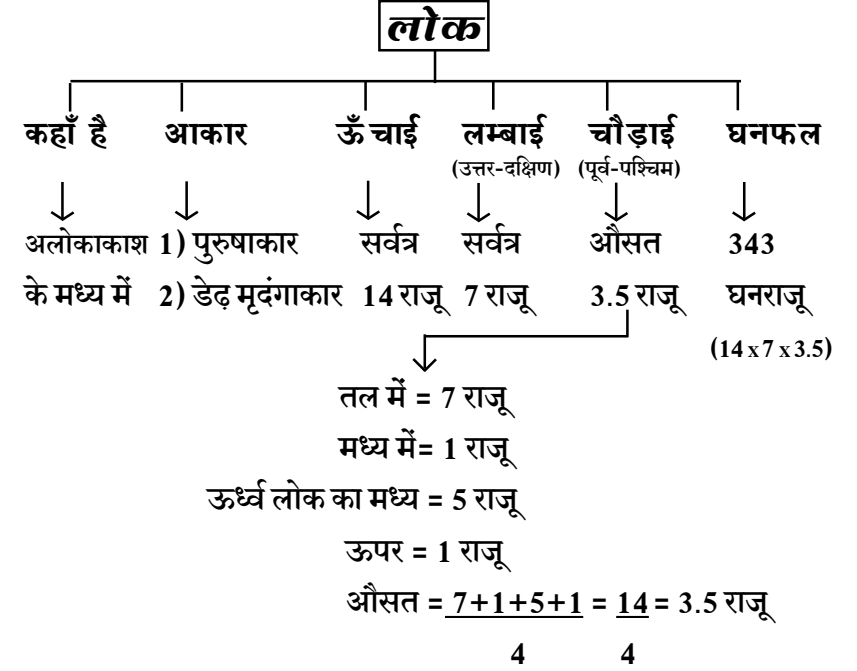 लोक
कहाँ है आकार ऊँचाई लम्बाई चौड़ाई घनफल
(उत्तर-दक्षिण) (पूर्व-पश्चिम)
अलोकाकाश 1) पुरुषाकार सर्वत्र सर्वत्र औसत 343
के मध्य में 2) डेढ़ मृदंगाकार 14 राजू 7 राजू 3.5 राजू घनराजू
(14 x 7 x 3.5)
तल में = 7 राजू
मध्य में= 1 राजू
ऊर्ध्व लोक का मध्य = 5 राजू
ऊपर = 1 राजू
औसत = 7+1+5+1 = 14 = 3.5 राजू
4 4